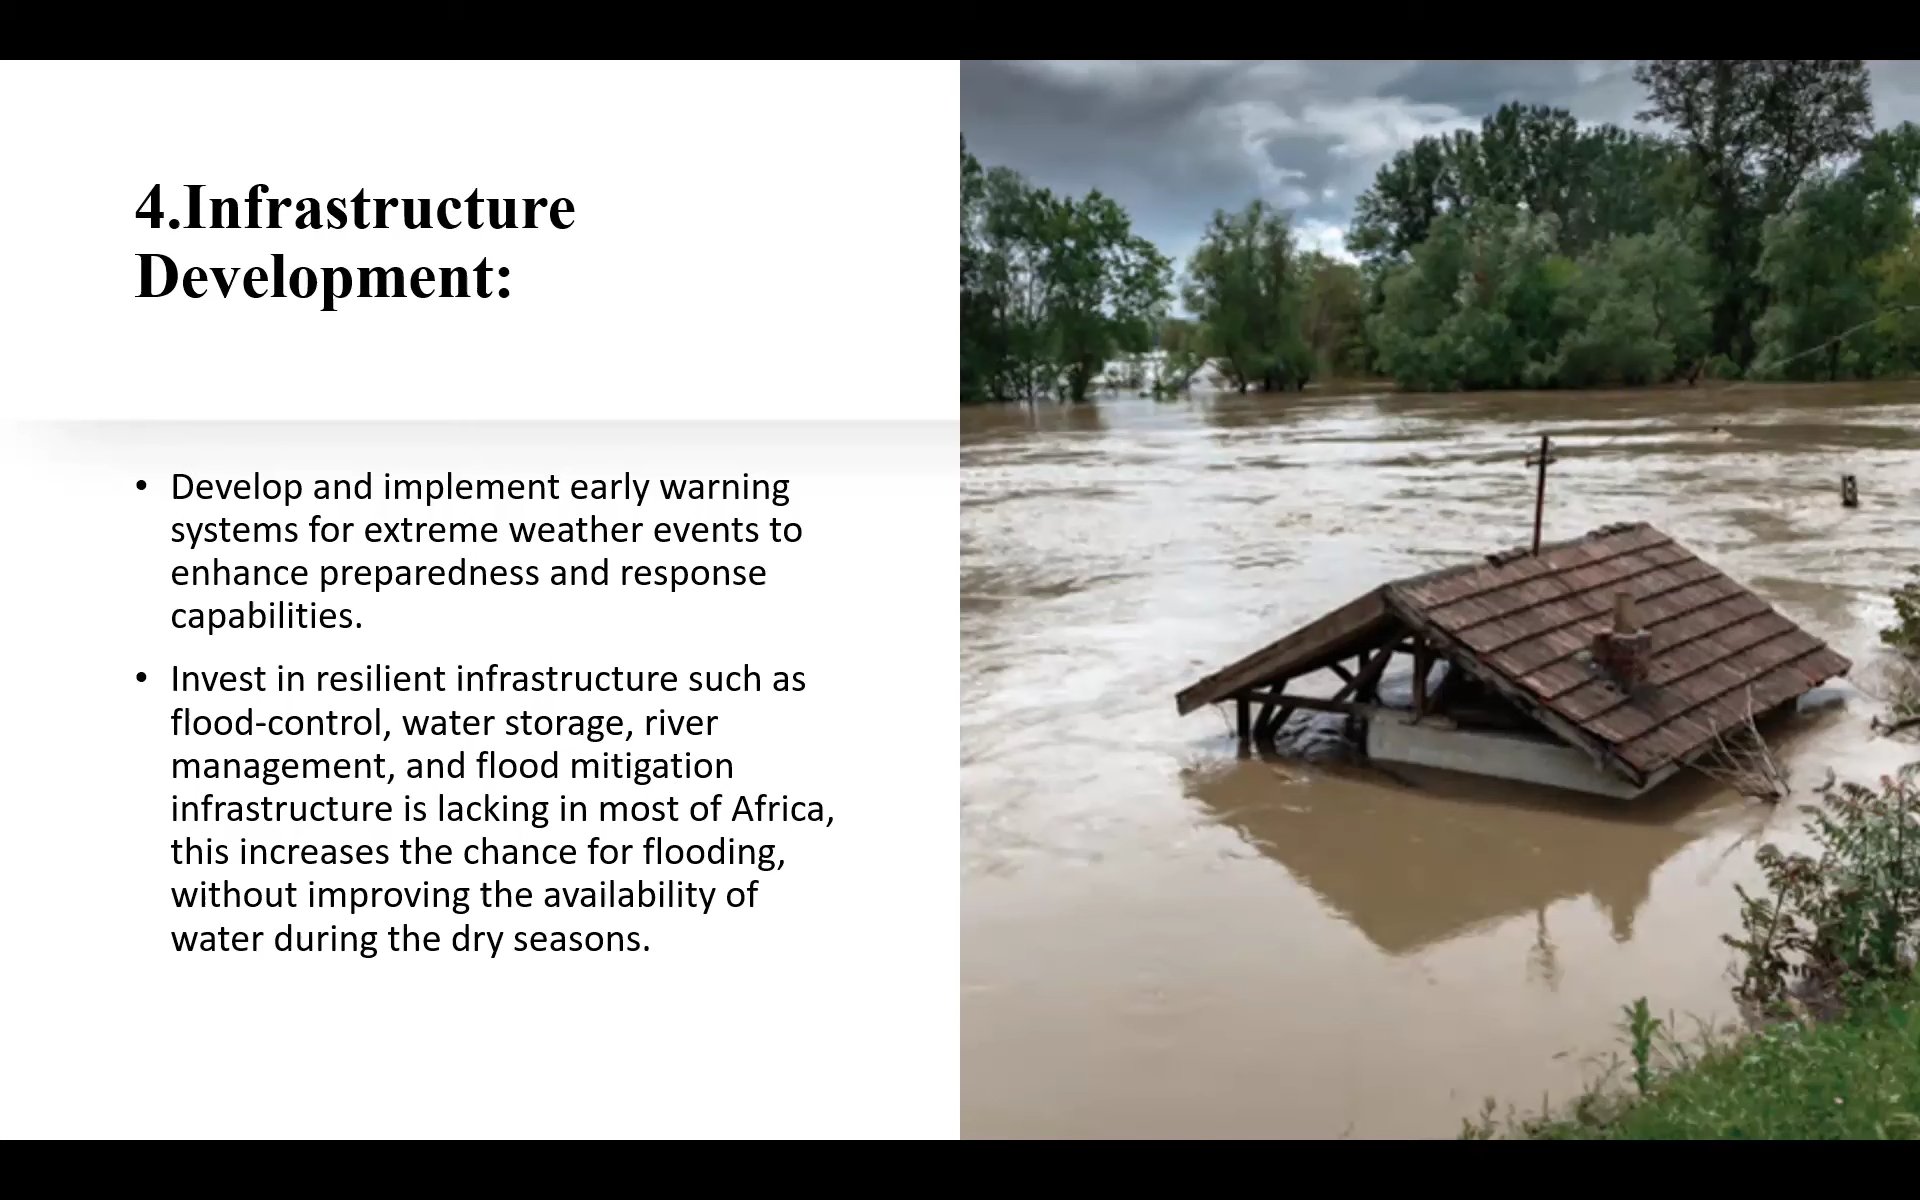 4.Infrastructure
Development:
• Develop and implement early warning
systems for extreme weather events to
enhance preparedness and response
capabilities.
• Invest in resilient infrastructure such as
flood-control, water storage, river
management, and flood mitigation
infrastructure is lacking in most of Africa,
this increases the chance for flooding,
without improving the availability of
water during the dry seasons.